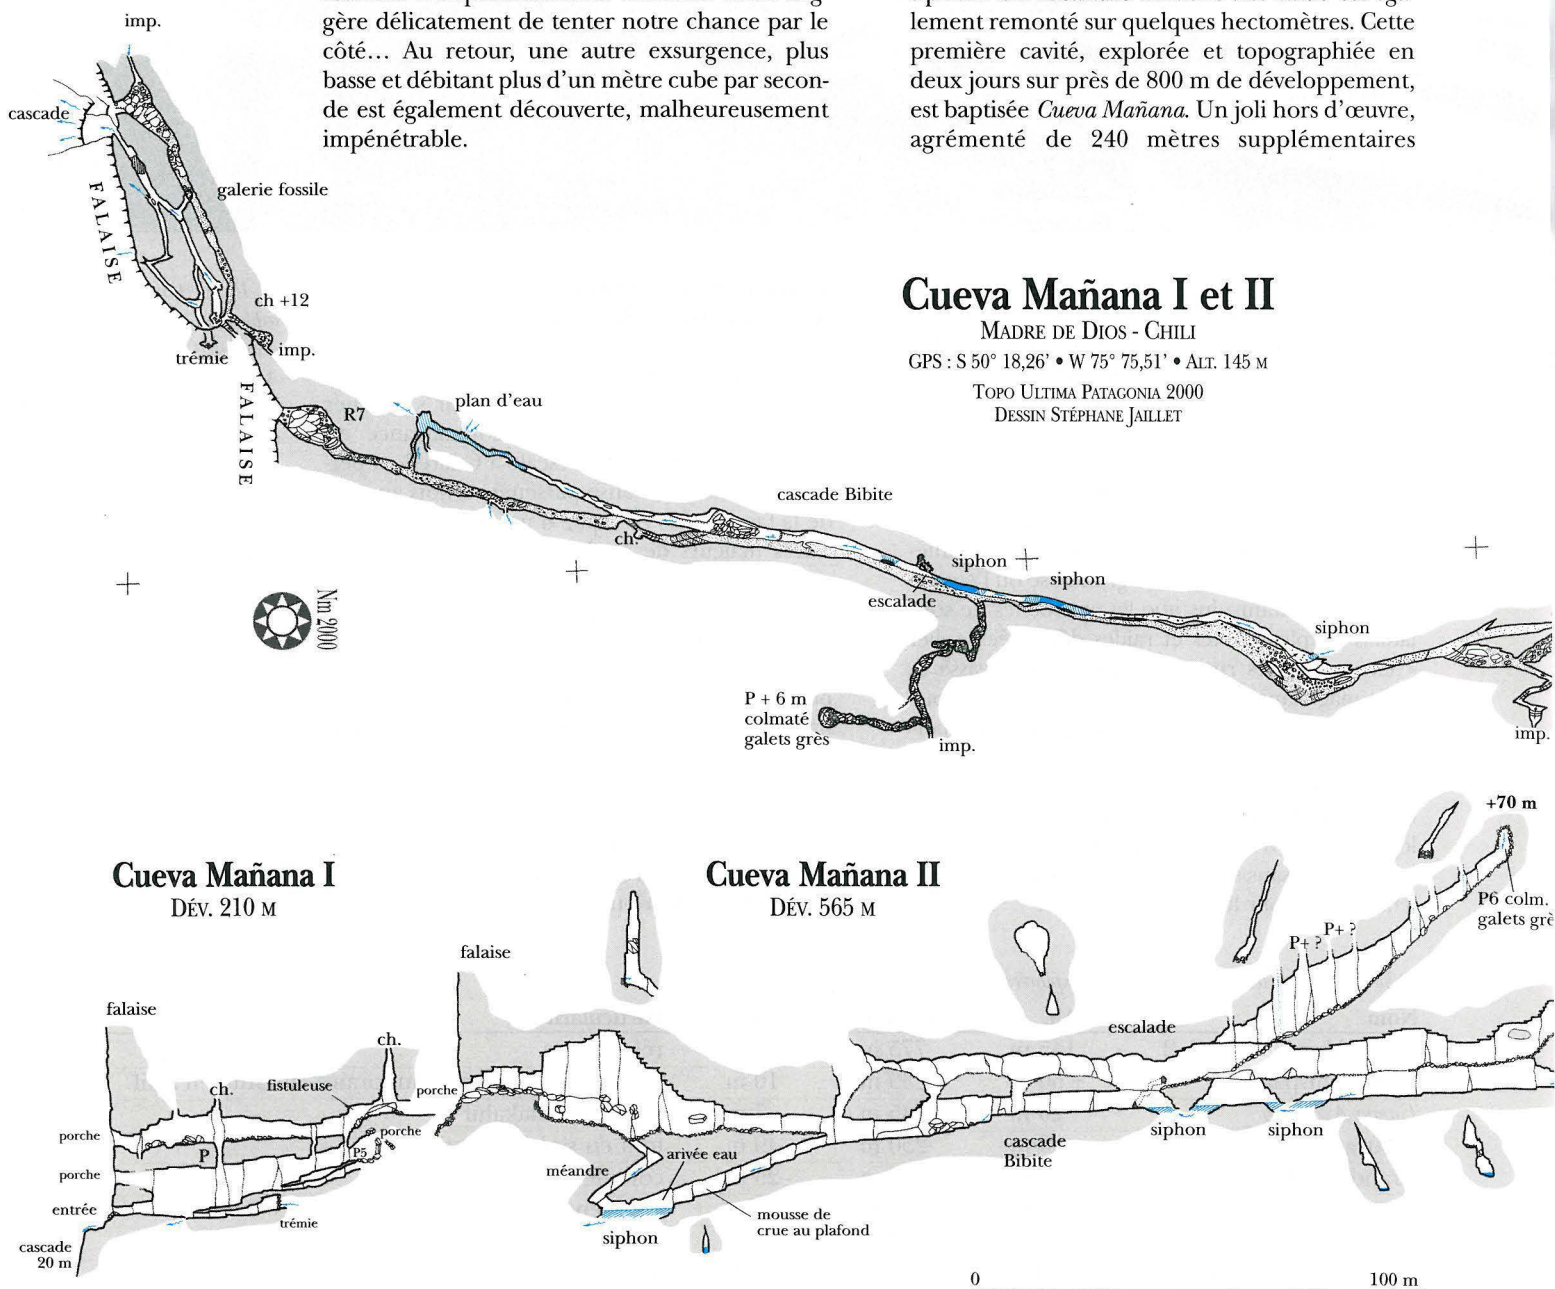 gère délicatement de tenter notre chance par le
côté... Au retour, une autre exsurgence, plus
basse et débitant plus d'un mètre cube par secon-
de est également découverte, malheureusement
impénétrable.
lement remonté sur quelques hectomètres. Cette
première cavité, explorée et topographiée en
deux jours sur près de 800 m de développement,
est baptisée Cueva Mañana. Un joli hors d'œuvre,
agrémenté de 240 mètres supplémentaires
imp.
cascade
FALAISE
galerie fossile
ch +12
trémie
imp.
FALAISE
R7
plan d'eau
Cueva Mañana I et II
MADRE DE DIOS - CHILI
GPS : S 50° 18,26' • W 75° 75,51' • ALT. 145 M
TOPO ULTIMA PATAGONIA 2000
DESSIN STÉPHANE JAILLET
cascade Bibite
ch.
siphon
siphon
escalade
siphon
Nm 2000
P + 6 m
colmaté
galets grès
imp.
imp.
Cueva Mañana I
DÉV. 210 M
Cueva Mañana II
DÉV. 565 M
+70 m
P6 colm.
galets grè
P+ ?
P+ ?
falaise
falaise
escalade
ch.
ch.
fistuleuse
porche
porche
porche
P
P5
porche
entrée
trémie
cascade
20 m
méandre
arivée eau
siphon
mousse de
crue au plafond
cascade
Bibite
siphon
siphon
0
100 m